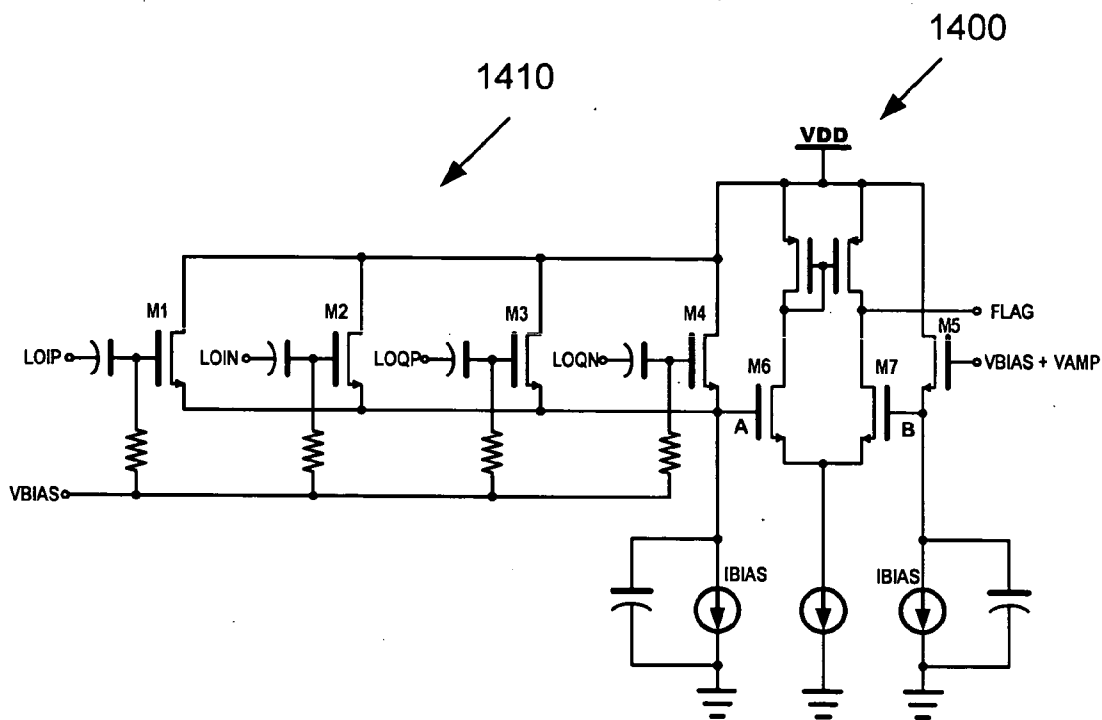 1400
1410
VDD
M1
M2
M3
M4
FLAG
M5
LOIP
LOIN
LOQP
LOQN
M6
M7
VBIAS + VAMP
A
B
VBIAS
IBIAS
IBIAS